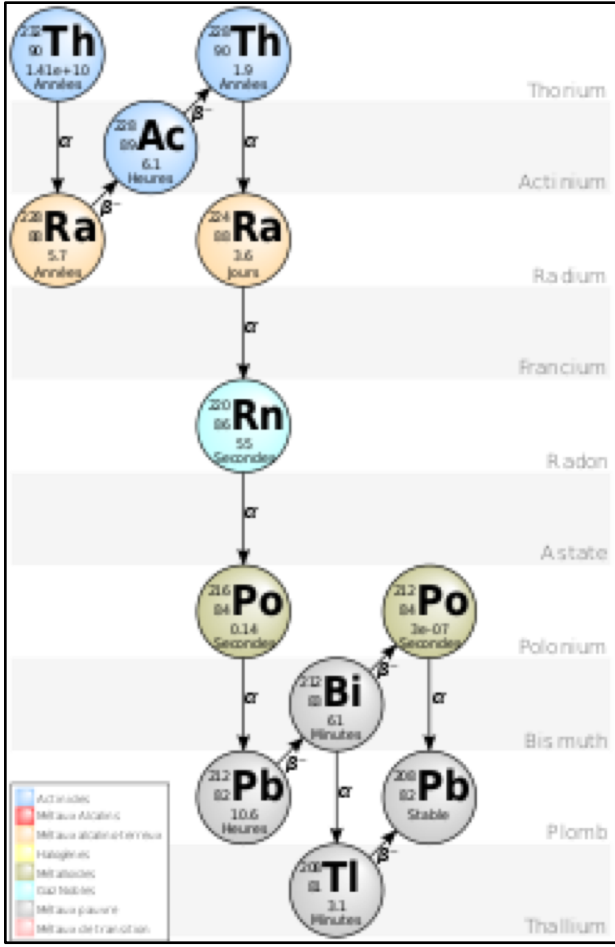 232
90 Th
1.41e+10
Années
228
90 Th
1.9
Années
Thorium
α
β⁻
228
89 Ac
6.1
Heures
α
Actinium
β⁻
228
88 Ra
5.7
Années
224
88 Ra
3.6
Jours
Radium
α
Francium
220
86 Rn
55
Secondes
Radon
α
Astate
216
84 Po
0.14
Secondes
212
84 Po
3e-07
Secondes
Polonium
α
β⁻
212
83 Bi
61
Minutes
α
Bismuth
β⁻
212
82 Pb
10.6
Heures
α
208
82 Pb
Stable
Plomb
β⁻
208
81 Tl
3.1
Minutes
Thallium
Actinides
Métaux Alcalins
Métaux alcalino-terreux
Halogènes
Métalloïdes
Gaz Nobles
Métaux pauvre
Métaux de transition